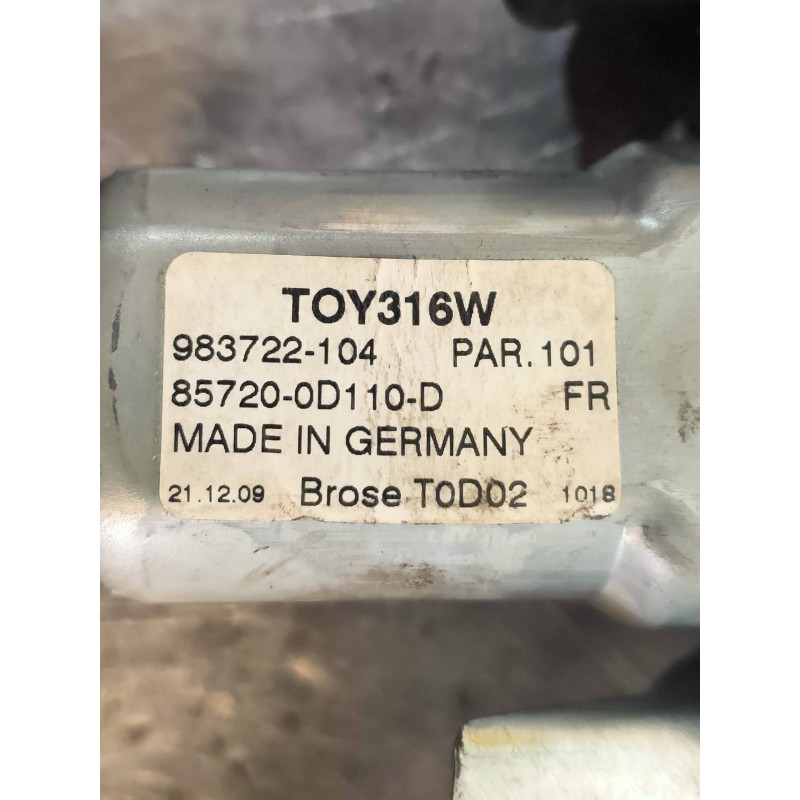 TOY316W
983722-104 PAR.101
85720-0D110-D FR
MADE IN GERMANY
21.12.09 Brose T0D02 1018